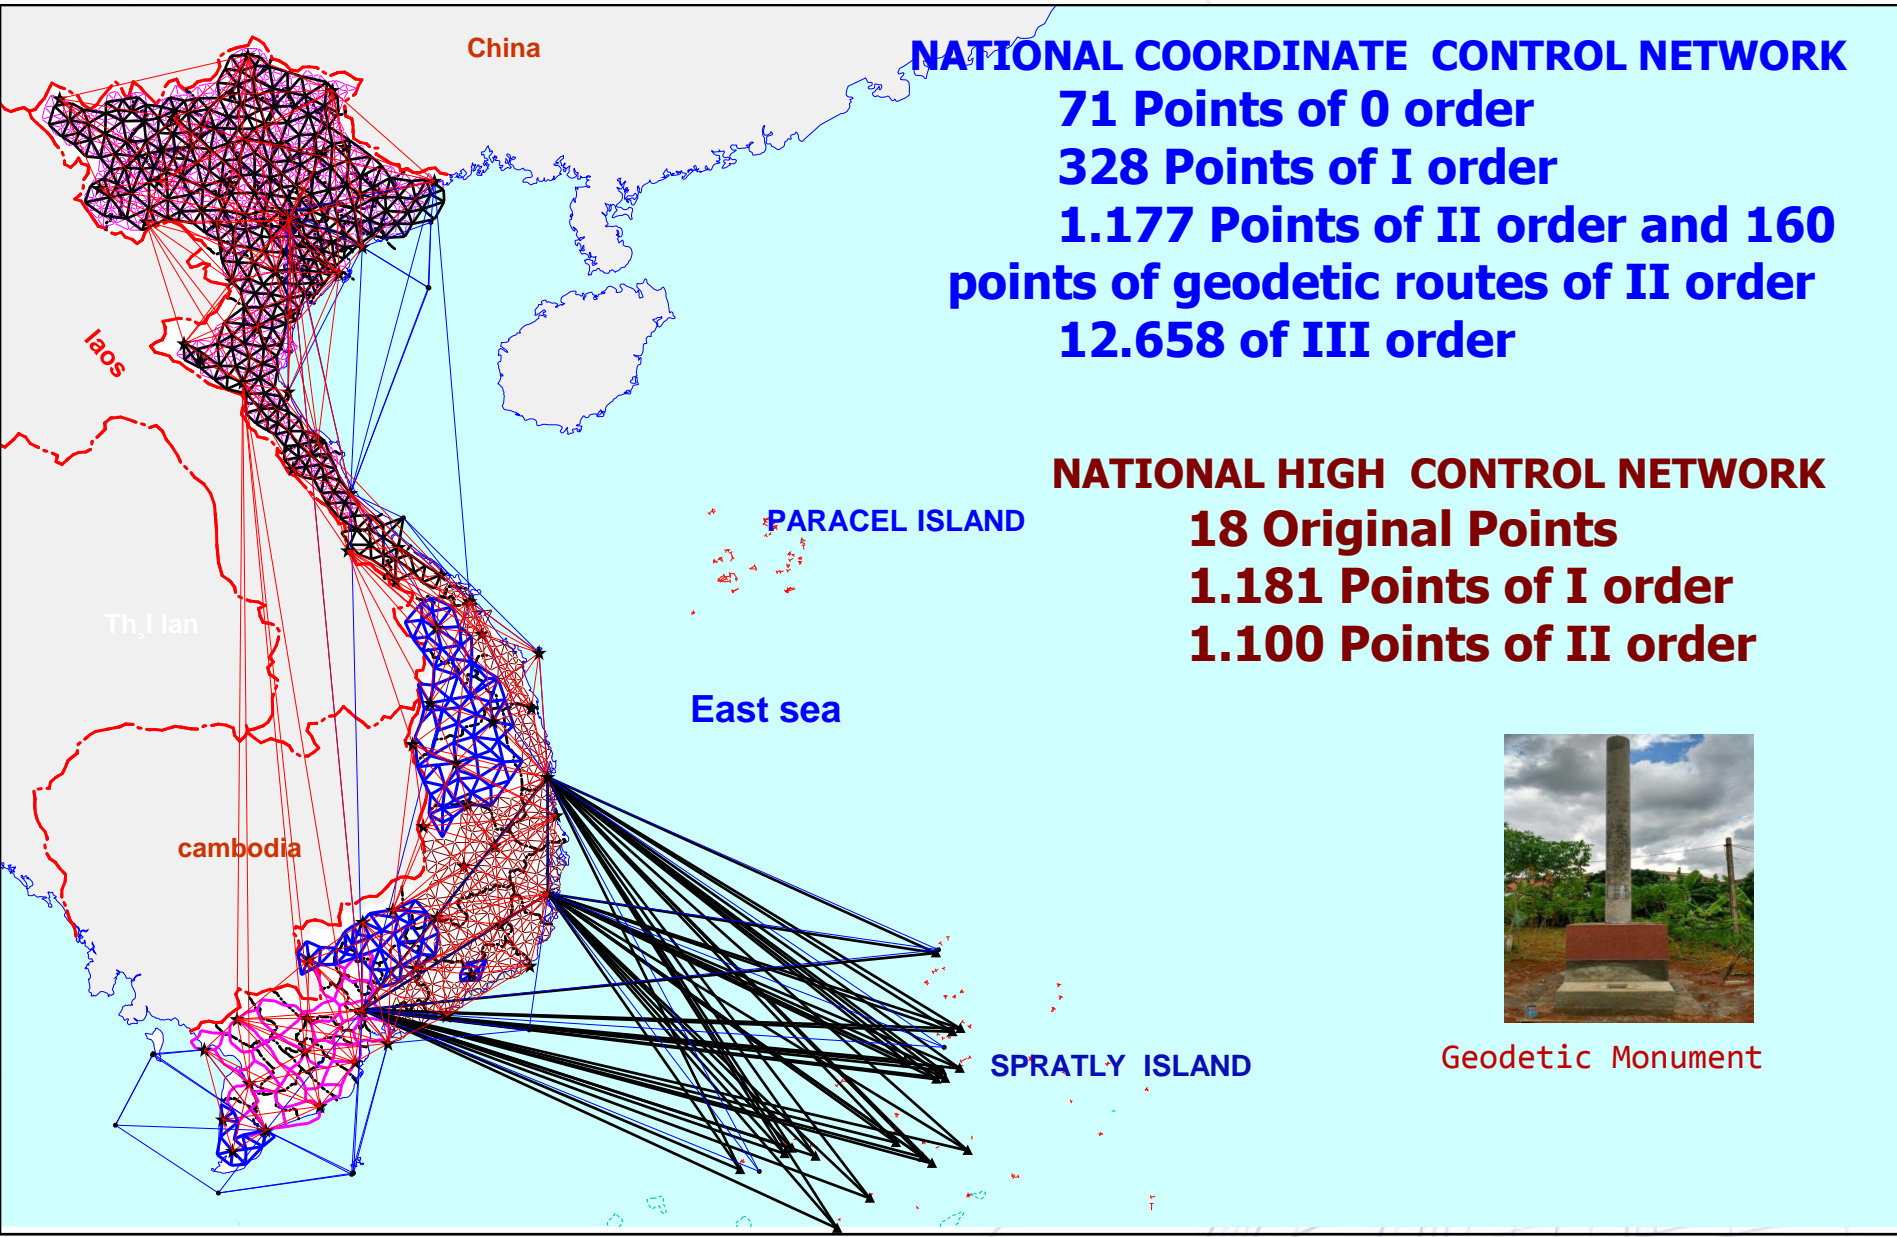 China
NATIONAL COORDINATE CONTROL NETWORK
71 Points of 0 order
328 Points of I order
1.177 Points of II order and 160
points of geodetic routes of II order
12.658 of III order
laos
NATIONAL HIGH CONTROL NETWORK
18 Original Points
1.181 Points of I order
1.100 Points of II order
PARACEL ISLAND
Th¸I lan
East sea
cambodia
SPRATLY ISLAND
Geodetic Monument